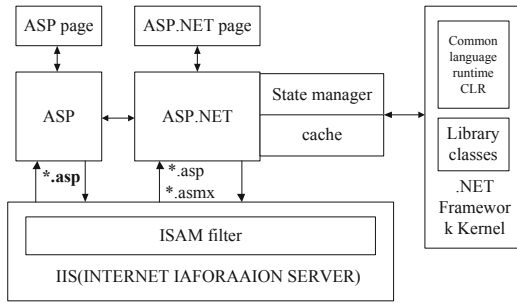 ASP page
ASP.NET page
ASP
ASP.NET
State manager
cache
Common
language
runtime
CLR
Library
classes
.NET
Framewor
k Kernel
*.asp
*.asp
*.asmx
ISAM filter
IIS(INTERNET IAFORAAION SERVER)